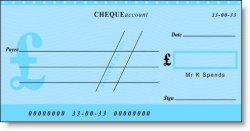 CHEQUEaccount 33-00-33
Date
Payee
£
£
Mr K Spends
Sign
00000000 33-00-33 00000000